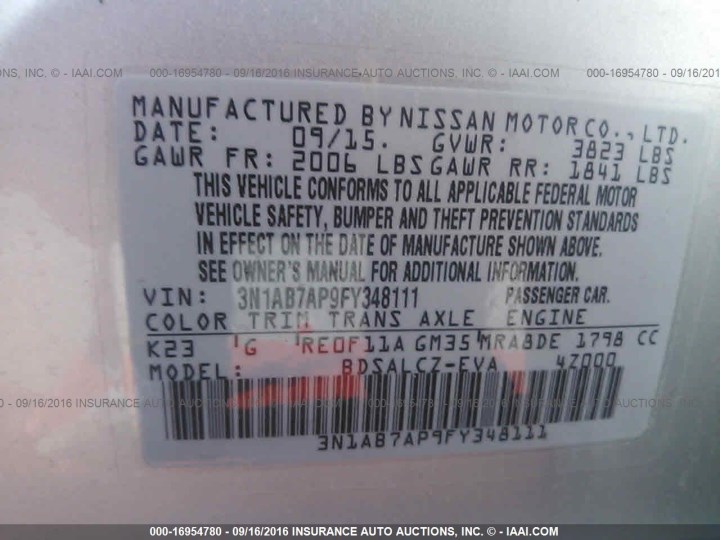 000-16954780 - 09/16/2016 INSURANCE AUTO AUCTIONS, INC. © - IAAI.COM
MANUFACTURED BY NISSAN MOTOR CO., LTD.
DATE: 09/15. GVWR: 3823 LBS
GAWR FR: 2006 LBS GAWR RR: 1841 LBS
THIS VEHICLE CONFORMS TO ALL APPLICABLE FEDERAL MOTOR
VEHICLE SAFETY, BUMPER AND THEFT PREVENTION STANDARDS
IN EFFECT ON THE DATE OF MANUFACTURE SHOWN ABOVE.
SEE OWNER'S MANUAL FOR ADDITIONAL INFORMATION.
VIN: 3N1AB7AP9FY348111 PASSENGER CAR.
COLOR TRIM TRANS AXLE ENGINE
K23 G RE0F11A GM35 MRA8DE 1798 CC
MODEL: BDSALCZ-EVA 4Z000
000-16954780 - 09/16/2016 INSURANCE AUTO AUCTIONS, INC. © - IAAI.COM
3N1AB7AP9FY348111
000-16954780 - 09/16/2016 INSURANCE AUTO AUCTIONS, INC. © - IAAI.COM